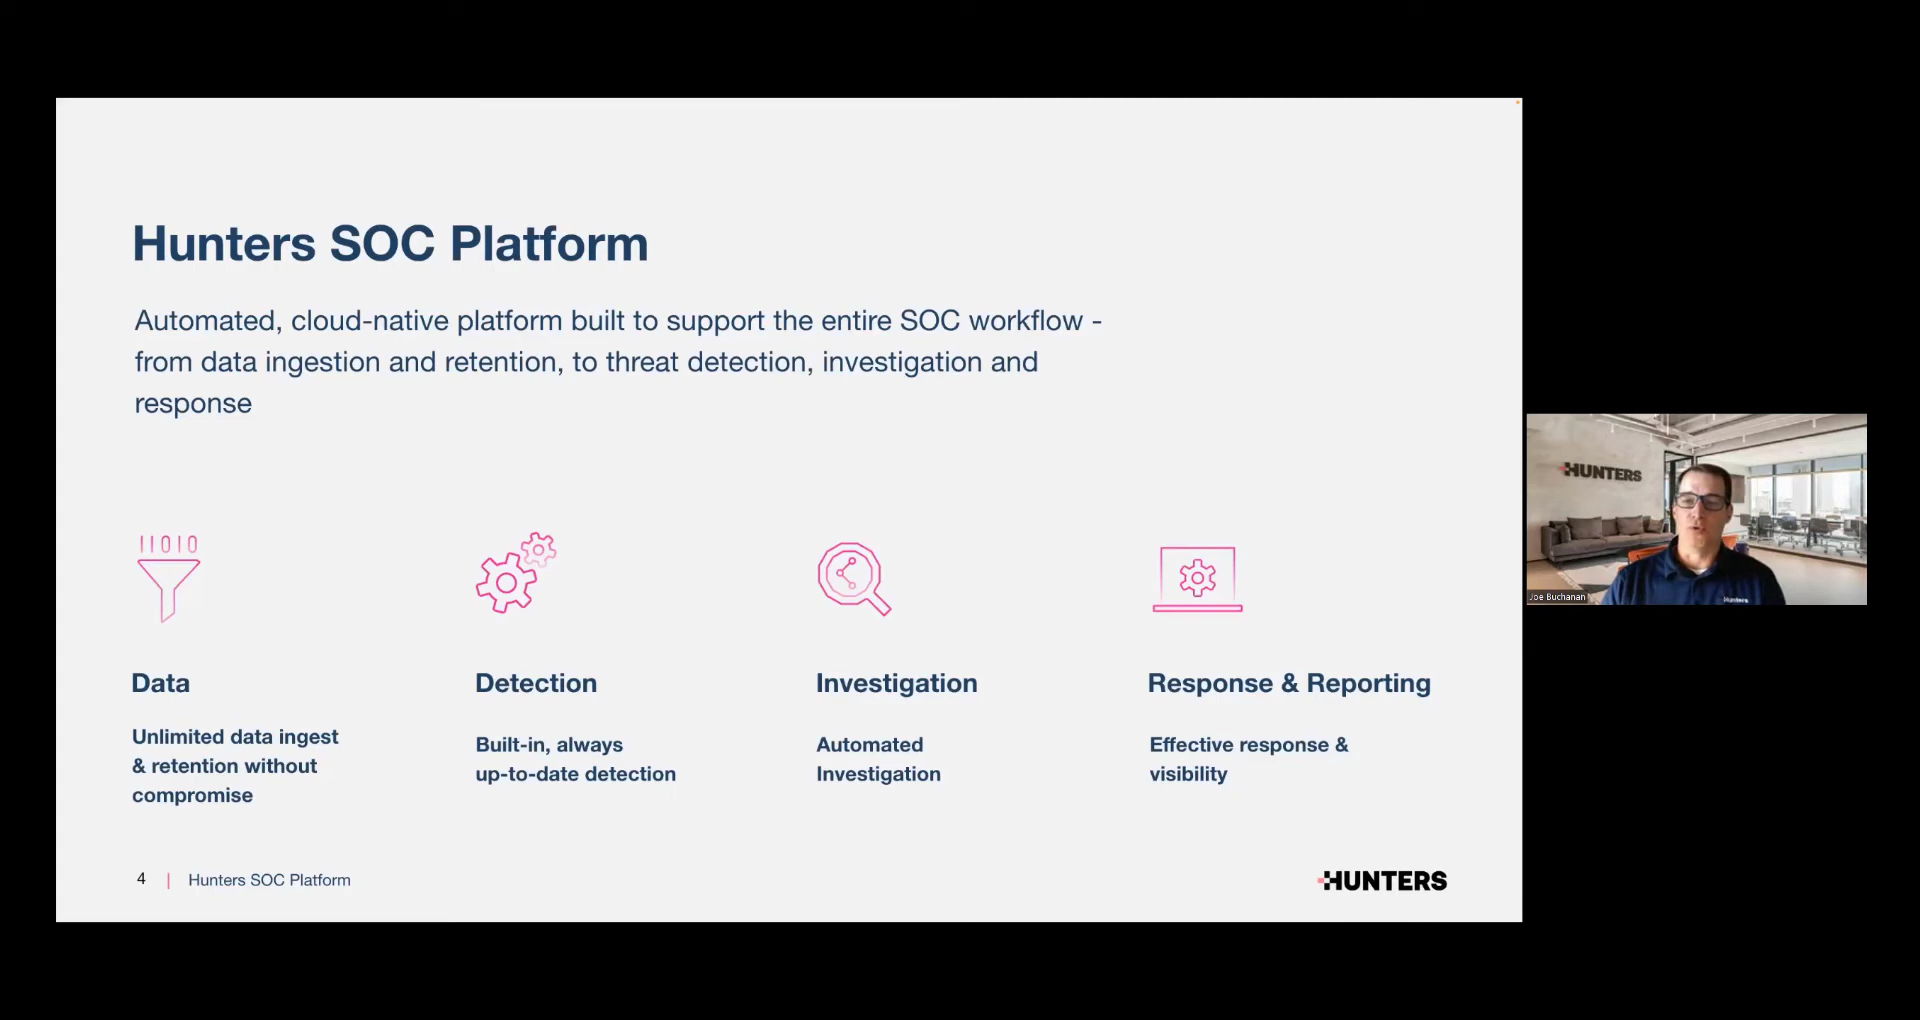 Hunters SOC Platform
Automated, cloud-native platform built to support the entire SOC workflow -
from data ingestion and retention, to threat detection, investigation and
response
11010
Data
Unlimited data ingest
& retention without
compromise
Detection
Built-in, always
up-to-date detection
Investigation
Automated
Investigation
Response & Reporting
Effective response &
visibility
4 | Hunters SOC Platform
HUNTERS
HUNTERS
Hunters
Joe Buchanan